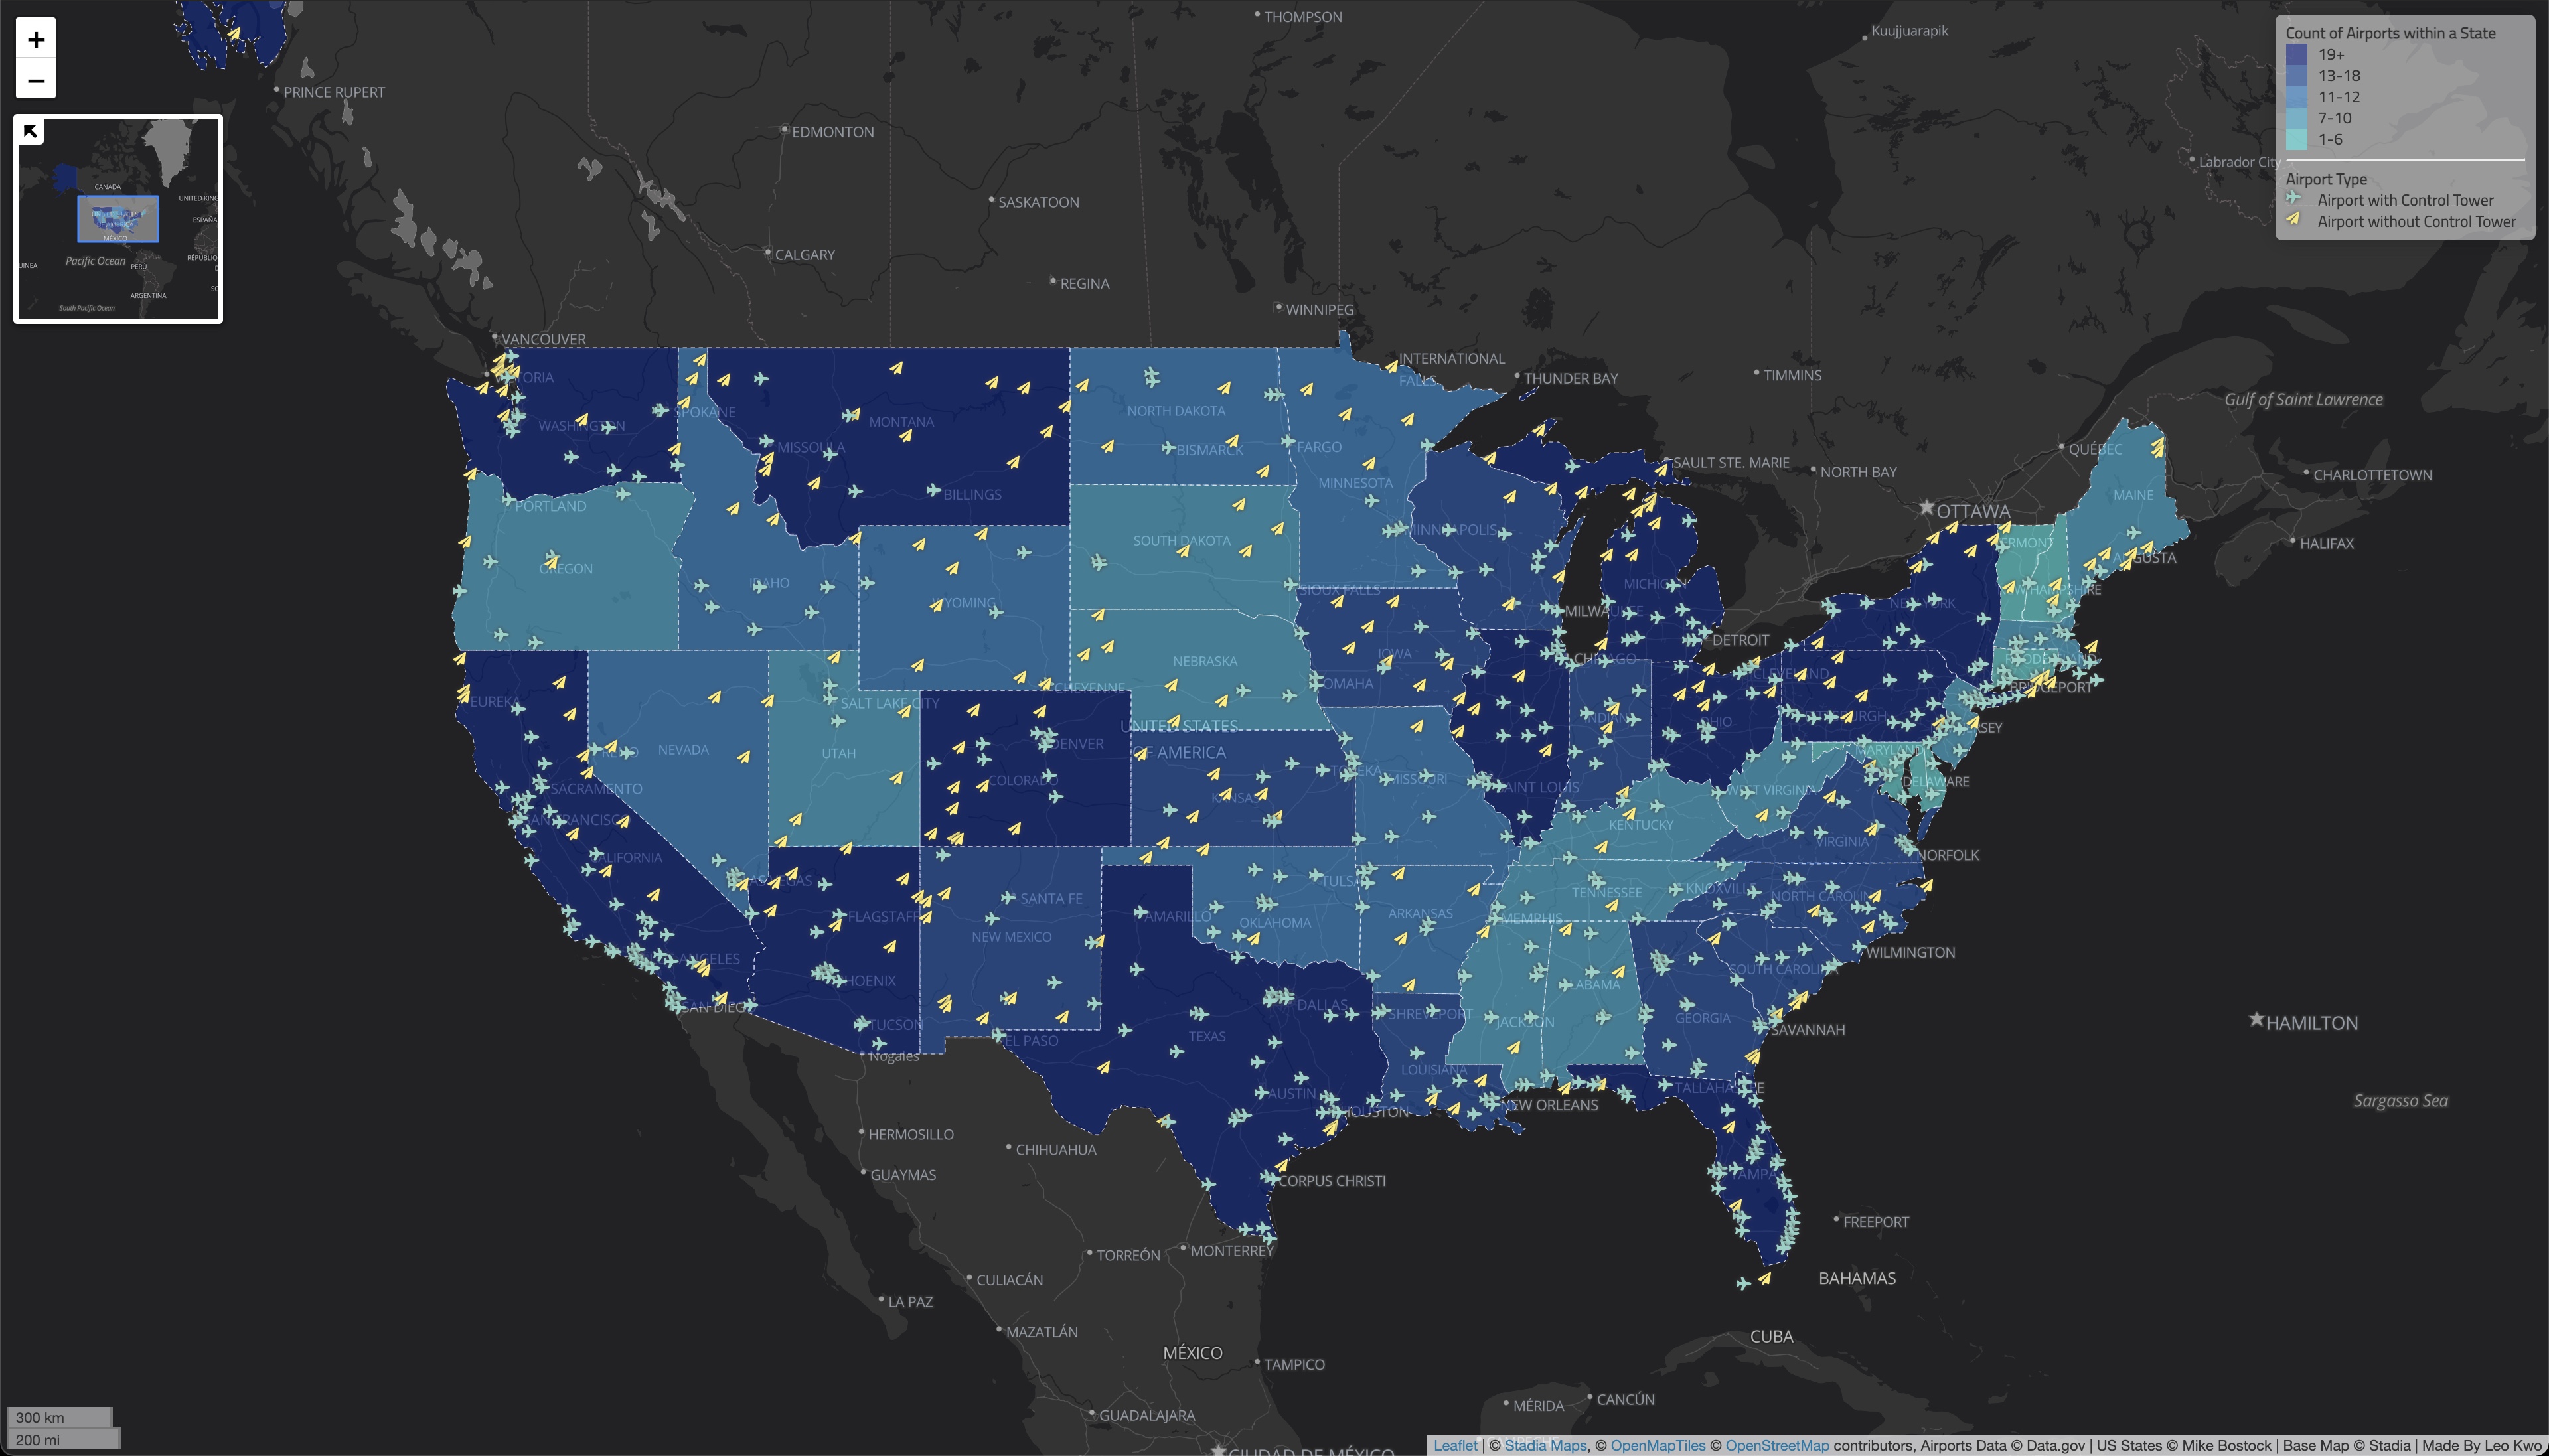 +
−
CANADA
UNITED KING
ESPAÑA
MÉXICO
Pacific Ocean
PERU
RÉPUBLIQ
UINEA
ARGENTINA
South Pacific Ocean
Count of Airports within a State
19+
13-18
11-12
7-10
1-6
Airport Type
Airport with Control Tower
Airport without Control Tower
THOMPSON
Kuujjuarapik
PRINCE RUPERT
EDMONTON
Labrador City
SASKATOON
CALGARY
REGINA
WINNIPEG
VANCOUVER
INTERNATIONAL
FALLS
THUNDER BAY
TIMMINS
Gulf of Saint Lawrence
SPOKANE
NORTH DAKOTA
WASHINGTON
MONTANA
MISSOULA
BISMARCK
FARGO
QUÉBEC
SAULT STE. MARIE
NORTH BAY
CHARLOTTETOWN
MINNESOTA
BILLINGS
MAINE
PORTLAND
OTTAWA
MINNEAPOLIS
SOUTH DAKOTA
HALIFAX
AUGUSTA
OREGON
IDAHO
MICHIGAN
SIOUX FALLS
NEW HAMPSHIRE
WYOMING
NEW YORK
MILWAUKEE
DETROIT
IOWA
CHICAGO
NEBRASKA
RHODE ISLAND
CLEVELAND
OMAHA
BRIDGEPORT
CHEYENNE
EUREKA
SALT LAKE CITY
UNITED STATES
OF AMERICA
OHIO
RENO
NEVADA
UTAH
DENVER
MARYLAND
COLORADO
TOPEKA
MISSOURI
SAINT LOUIS
DELAWARE
SACRAMENTO
KANSAS
WEST VIRGINIA
SAN FRANCISCO
KENTUCKY
VIRGINIA
CALIFORNIA
NORFOLK
TULSA
TENNESSEE
KNOXVILLE
NORTH CAROLINA
SANTA FE
FLAGSTAFF
AMARILLO
OKLAHOMA
ARKANSAS
MEMPHIS
NEW MEXICO
WILMINGTON
SOUTH CAROLINA
PHOENIX
ALABAMA
SAN DIEGO
DALLAS
SHREVEPORT
JACKSON
GEORGIA
HAMILTON
TUCSON
SAVANNAH
EL PASO
TEXAS
Nogales
LOUISIANA
TALLAHASSEE
AUSTIN
HOUSTON
NEW ORLEANS
Sargasso Sea
HERMOSILLO
CHIHUAHUA
GUAYMAS
TAMPA
CORPUS CHRISTI
FREEPORT
TORREÓN
MONTERREY
CULIACÁN
BAHAMAS
LA PAZ
MAZATLÁN
CUBA
MÉXICO
TAMPICO
MÉRIDA
CANCÚN
GUADALAJARA
CIUDAD DE MÉXICO
300 km
200 mi
Leaflet | © Stadia Maps, © OpenMapTiles © OpenStreetMap contributors, Airports Data © Data.gov | US States © Mike Bostock | Base Map © Stadia | Made By Leo Kwo